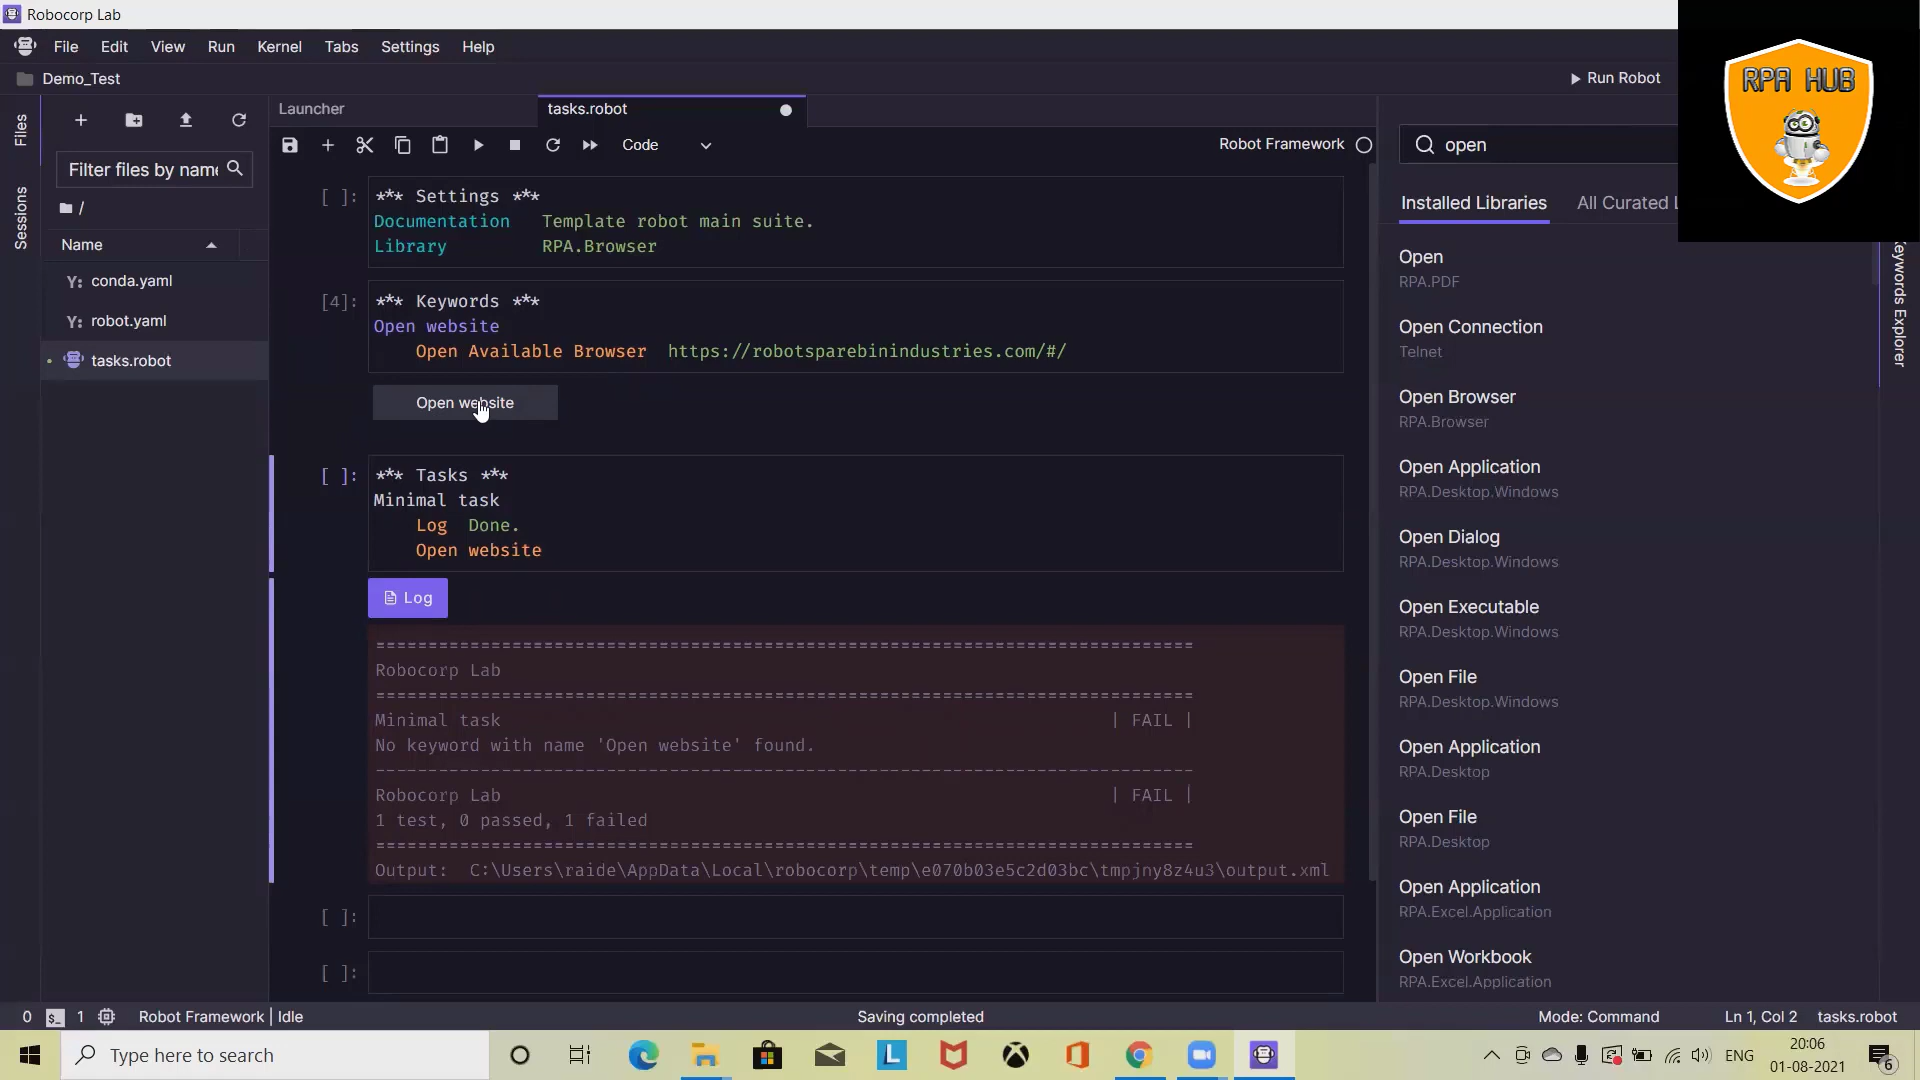 Robocorp Lab
File Edit View Run Kernel Tabs Settings Help
Demo_Test
Run Robot
RPA HUB
Files
Sessions
Filter files by name
/
Name
Y: conda.yaml
Y: robot.yaml
tasks.robot
Launcher
tasks.robot
Code
Robot Framework
[ ]:
*** Settings ***
Documentation Template robot main suite.
Library RPA.Browser
[4]:
*** Keywords ***
Open website
Open Available Browser https://robotsparebinindustries.com/#/
Open website
[ ]:
*** Tasks ***
Minimal task
Log Done.
Open website
Log
==============================================================================
Robocorp Lab
==============================================================================
Minimal task | FAIL |
No keyword with name 'Open website' found.
------------------------------------------------------------------------------
Robocorp Lab | FAIL |
1 test, 0 passed, 1 failed
==============================================================================
Output: C:\Users\raide\AppData\Local\robocorp\temp\e070b03e5c2d03bc\tmpjny8z4u3\output.xml
[ ]:
[ ]:
open
Installed Libraries
All Curated L
Open
RPA.PDF
Open Connection
Telnet
Open Browser
RPA.Browser
Open Application
RPA.Desktop.Windows
Open Dialog
RPA.Desktop.Windows
Open Executable
RPA.Desktop.Windows
Open File
RPA.Desktop.Windows
Open Application
RPA.Desktop
Open File
RPA.Desktop
Open Application
RPA.Excel.Application
Open Workbook
RPA.Excel.Application
Keywords Explorer
0 $_ 1 Robot Framework | Idle
Saving completed
Mode: Command
Ln 1, Col 2
tasks.robot
Type here to search
L
ENG
20:06
01-08-2021
6